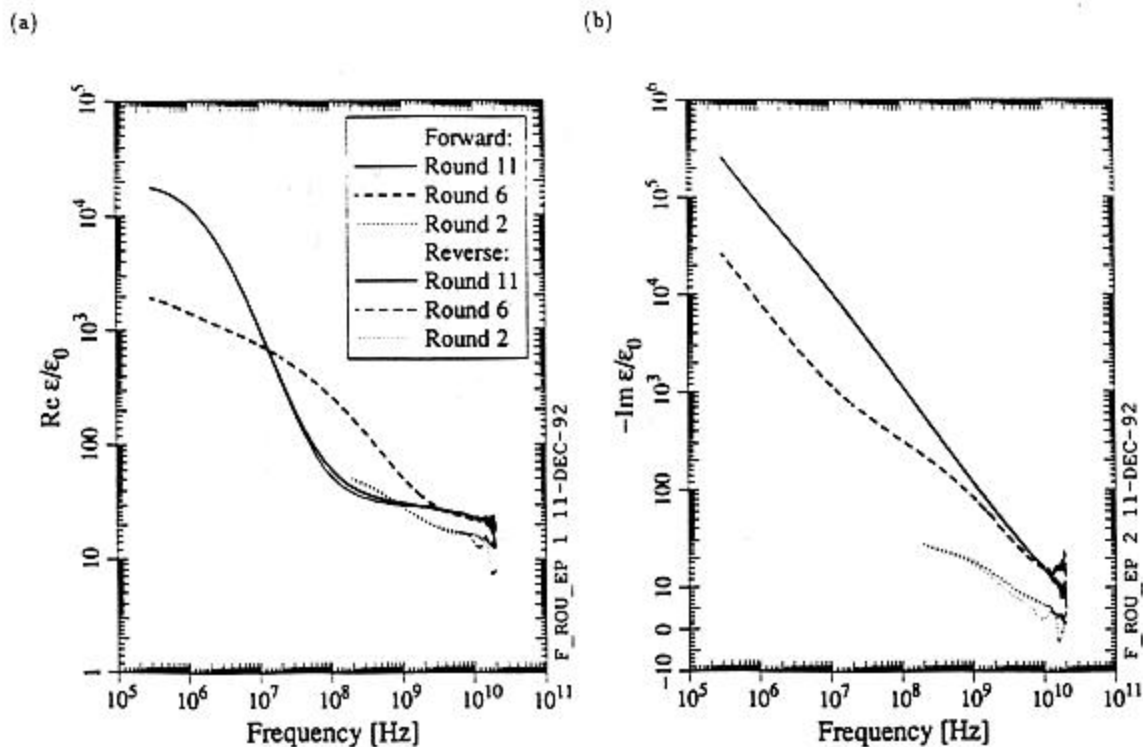 (a)
10^5
10^4
10^3
100
10
1
Re ε/ε0
Forward:
Round 11
Round 6
Round 2
Reverse:
Round 11
Round 6
Round 2
10^5 10^6 10^7 10^8 10^9 10^10 10^11
Frequency [Hz]
F_ROU_EP 1 11-DEC-92
(b)
10^6
10^5
10^4
10^3
100
10
0
-10
-Im ε/ε0
10^5 10^6 10^7 10^8 10^9 10^10 10^11
Frequency [Hz]
F_ROU_EP 2 11-DEC-92